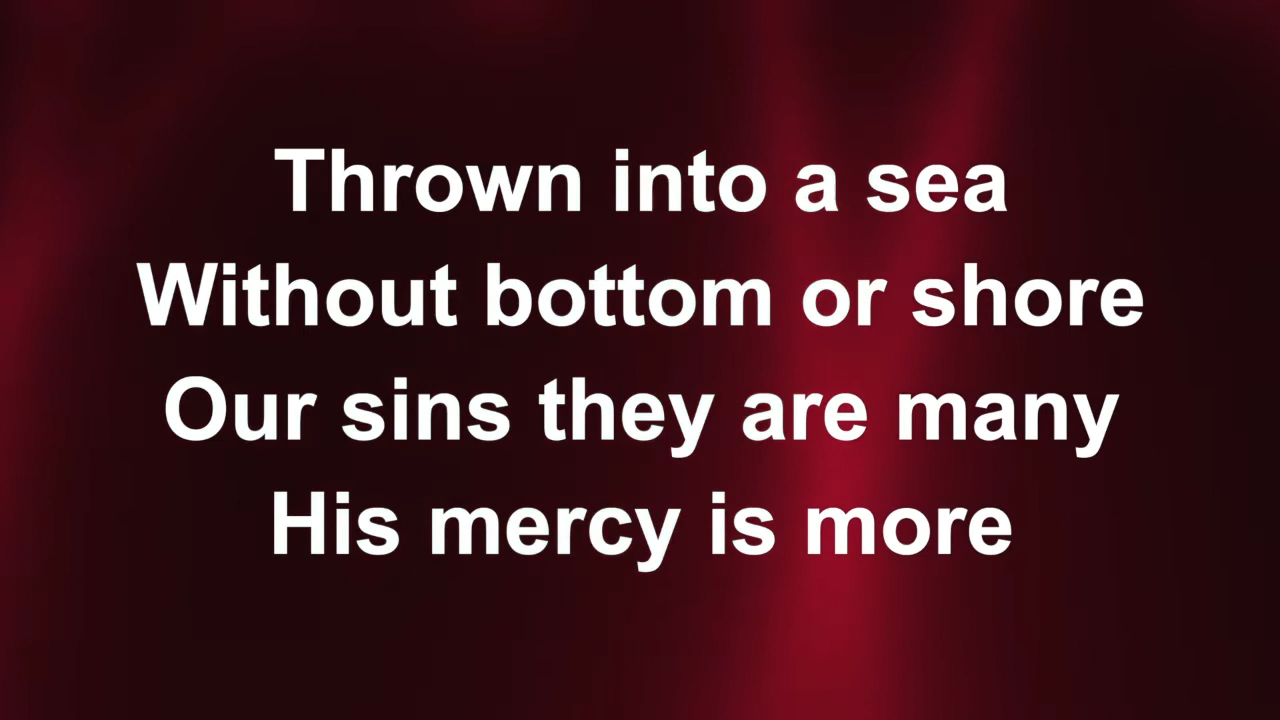 Thrown into a sea
Without bottom or shore
Our sins they are many
His mercy is more